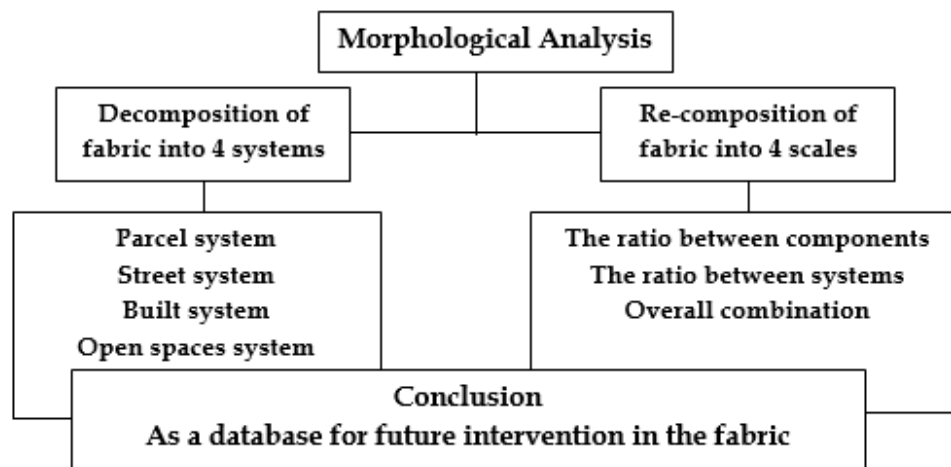 Morphological Analysis
Decomposition of
fabric into 4 systems
Re-composition of
fabric into 4 scales
Parcel system
Street system
Built system
Open spaces system
The ratio between components
The ratio between systems
Overall combination
Conclusion
As a database for future intervention in the fabric